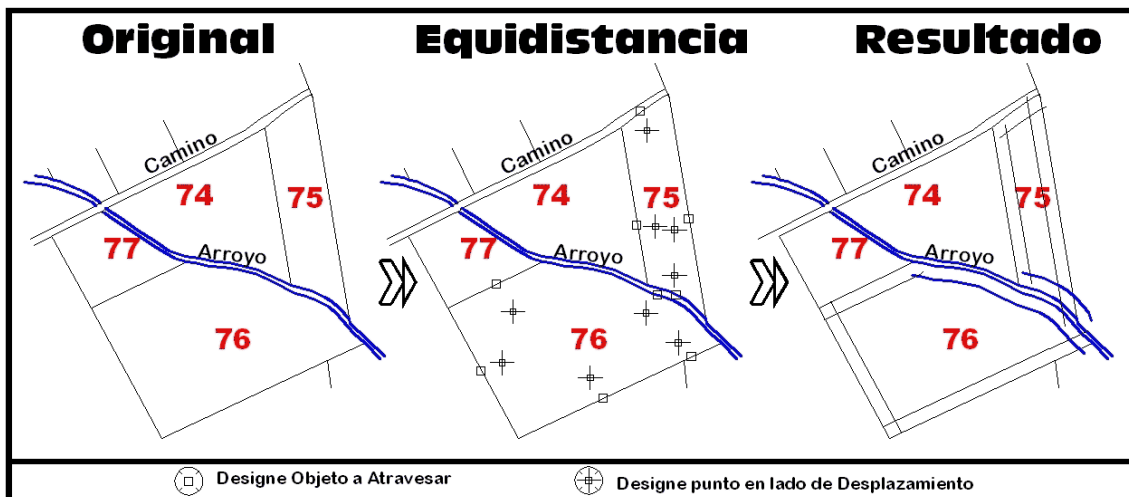 Original
Equidistancia
Resultado
Camino
74
75
77
Arroyo
76
Camino
74
75
77
Arroyo
76
Camino
74
75
77
Arroyo
76
Designe Objeto a Atravesar
Designe punto en lado de Desplazamiento